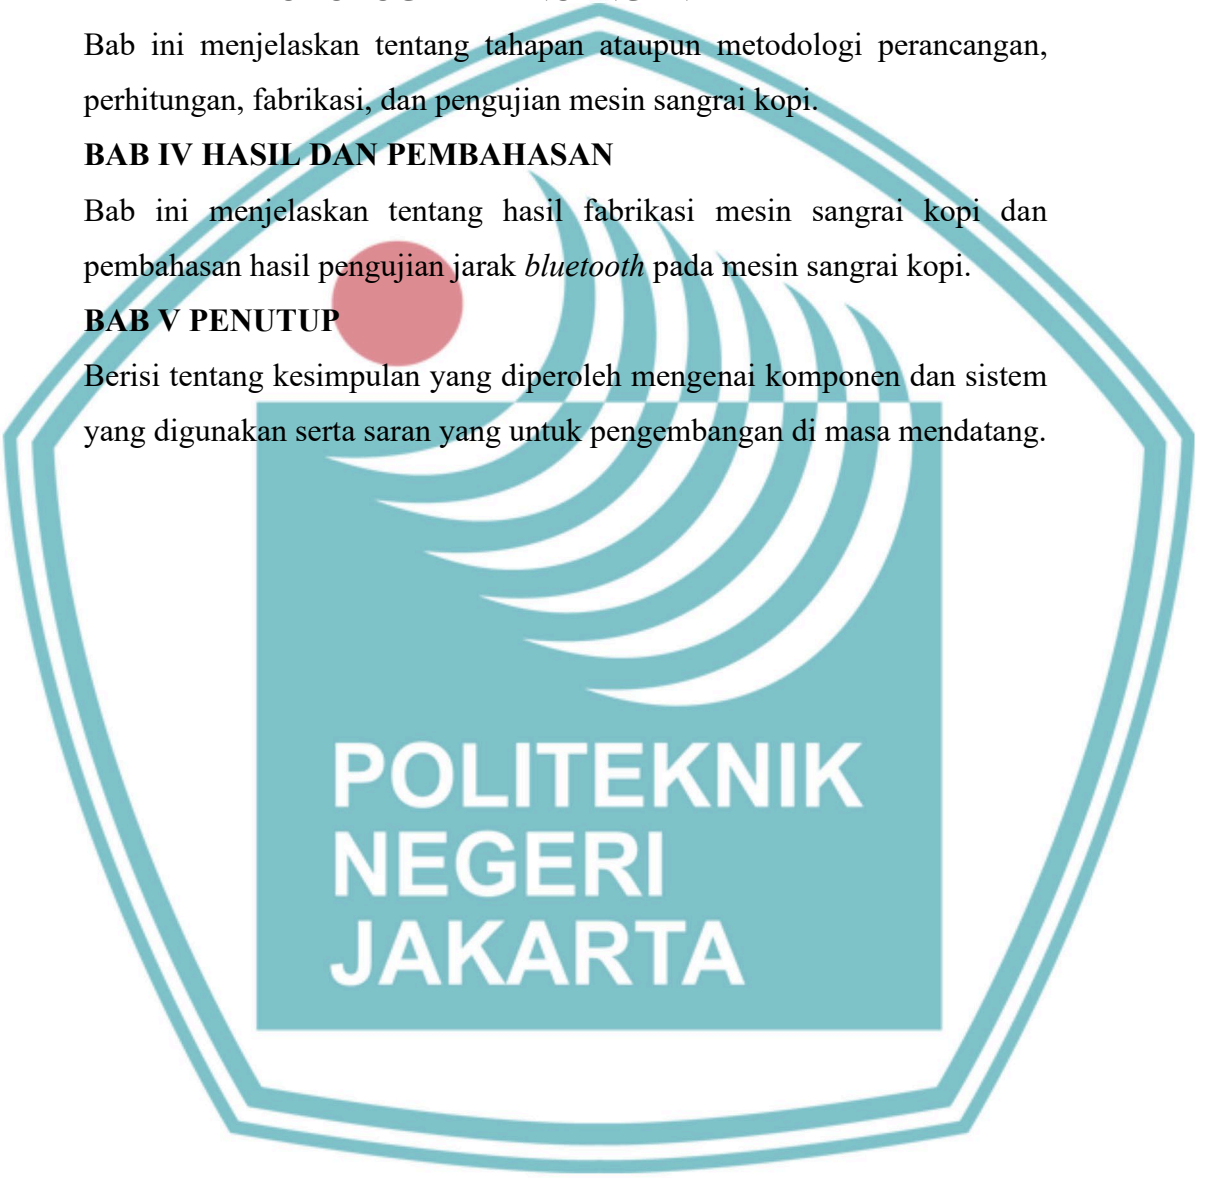 Bab ini menjelaskan tentang tahapan ataupun metodologi perancangan,
perhitungan, fabrikasi, dan pengujian mesin sangrai kopi.
BAB IV HASIL DAN PEMBAHASAN
Bab ini menjelaskan tentang hasil fabrikasi mesin sangrai kopi dan
pembahasan hasil pengujian jarak bluetooth pada mesin sangrai kopi.
BAB V PENUTUP
Berisi tentang kesimpulan yang diperoleh mengenai komponen dan sistem
yang digunakan serta saran yang untuk pengembangan di masa mendatang.
POLITEKNIK
NEGERI
JAKARTA